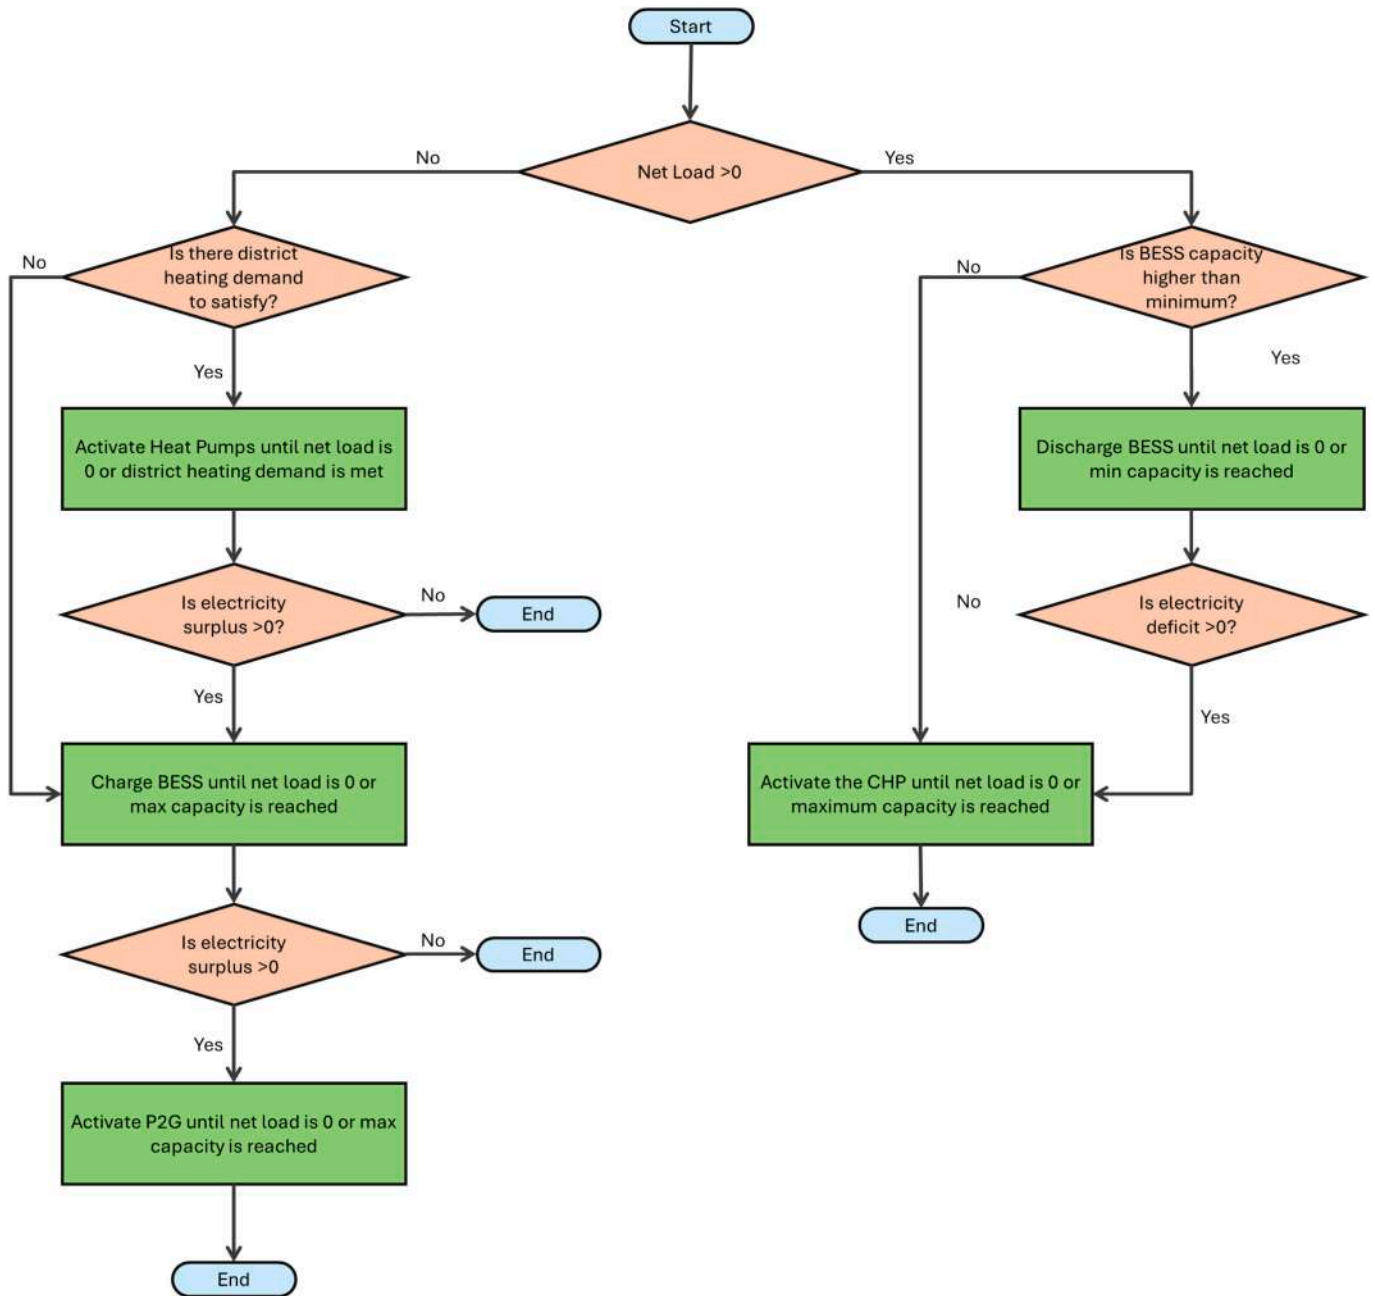 Start
Net Load >0
No
Yes
Is there district
heating demand
to satisfy?
No
Yes
Activate Heat Pumps until net load is
0 or district heating demand is met
Is electricity
surplus >0?
No
End
Yes
Charge BESS until net load is 0 or
max capacity is reached
Is electricity
surplus >0
No
End
Yes
Activate P2G until net load is 0 or max
capacity is reached
End
Is BESS capacity
higher than
minimum?
No
Yes
Discharge BESS until net load is 0 or
min capacity is reached
Is electricity
deficit >0?
No
Yes
Activate the CHP until net load is 0 or
maximum capacity is reached
End